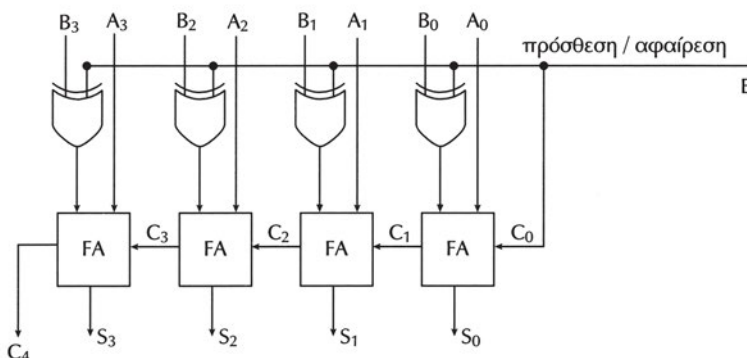 B₃ A₃ B₂ A₂ B₁ A₁ B₀ A₀
πρόσθεση / αφαίρεση
FA C₃ FA C₂ FA C₁ FA C₀
C₄ S₃ S₂ S₁ S₀